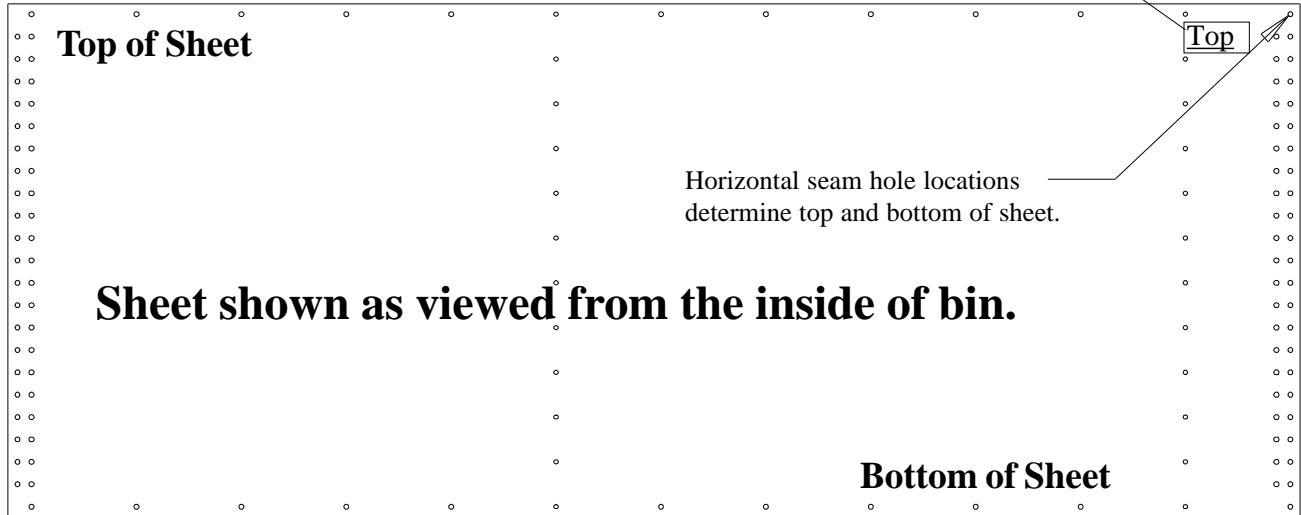 Top of Sheet
Top
Horizontal seam hole locations
determine top and bottom of sheet.
Sheet shown as viewed from the inside of bin.
Bottom of Sheet